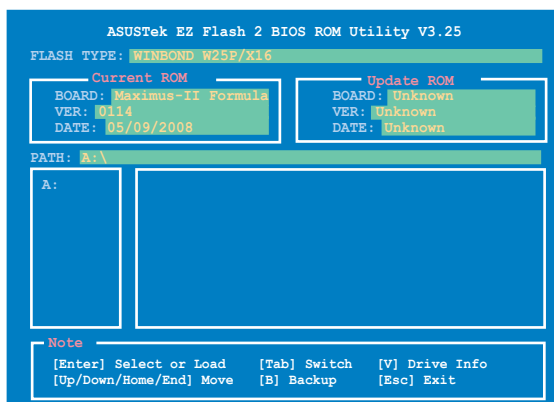 ASUSTek EZ Flash 2 BIOS ROM Utility V3.25
FLASH TYPE: WINBOND W25P/X16
Current ROM
BOARD: Maximus-II Formula
VER: 0114
DATE: 05/09/2008
Update ROM
BOARD: Unknown
VER: Unknown
DATE: Unknown
PATH: A:\
A:
Note
[Enter] Select or Load [Tab] Switch [V] Drive Info
[Up/Down/Home/End] Move [B] Backup [Esc] Exit